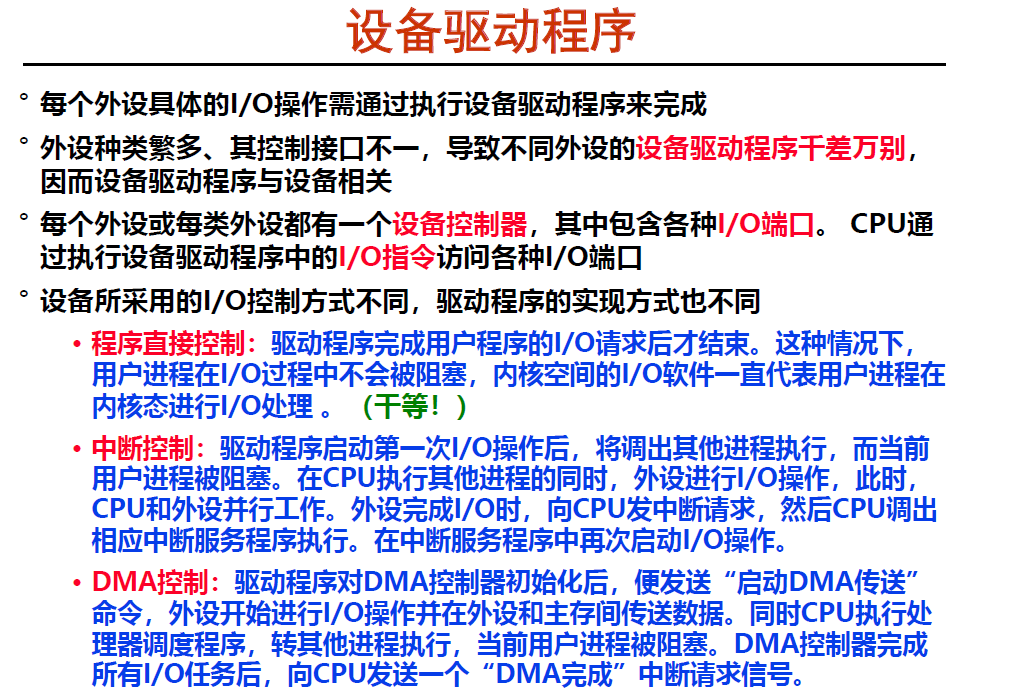 设备驱动程序
° 每个外设具体的I/O操作需通过执行设备驱动程序来完成
° 外设种类繁多、其控制接口不一，导致不同外设的设备驱动程序千差万别，
因而设备驱动程序与设备相关
° 每个外设或每类外设都有一个设备控制器，其中包含各种I/O端口。 CPU通
过执行设备驱动程序中的I/O指令访问各种I/O端口
° 设备所采用的I/O控制方式不同，驱动程序的实现方式也不同
• 程序直接控制：驱动程序完成用户程序的I/O请求后才结束。这种情况下，
用户进程在I/O过程中不会被阻塞，内核空间的I/O软件一直代表用户进程在
内核态进行I/O处理 。（干等！）
• 中断控制：驱动程序启动第一次I/O操作后，将调出其他进程执行，而当前
用户进程被阻塞。在CPU执行其他进程的同时，外设进行I/O操作，此时，
CPU和外设并行工作。外设完成I/O时，向CPU发中断请求，然后CPU调出
相应中断服务程序执行。在中断服务程序中再次启动I/O操作。
• DMA控制：驱动程序对DMA控制器初始化后，便发送“启动DMA传送”
命令，外设开始进行I/O操作并在外设和主存间传送数据。同时CPU执行处
理器调度程序，转其他进程执行，当前用户进程被阻塞。DMA控制器完成
所有I/O任务后，向CPU发送一个“DMA完成”中断请求信号。